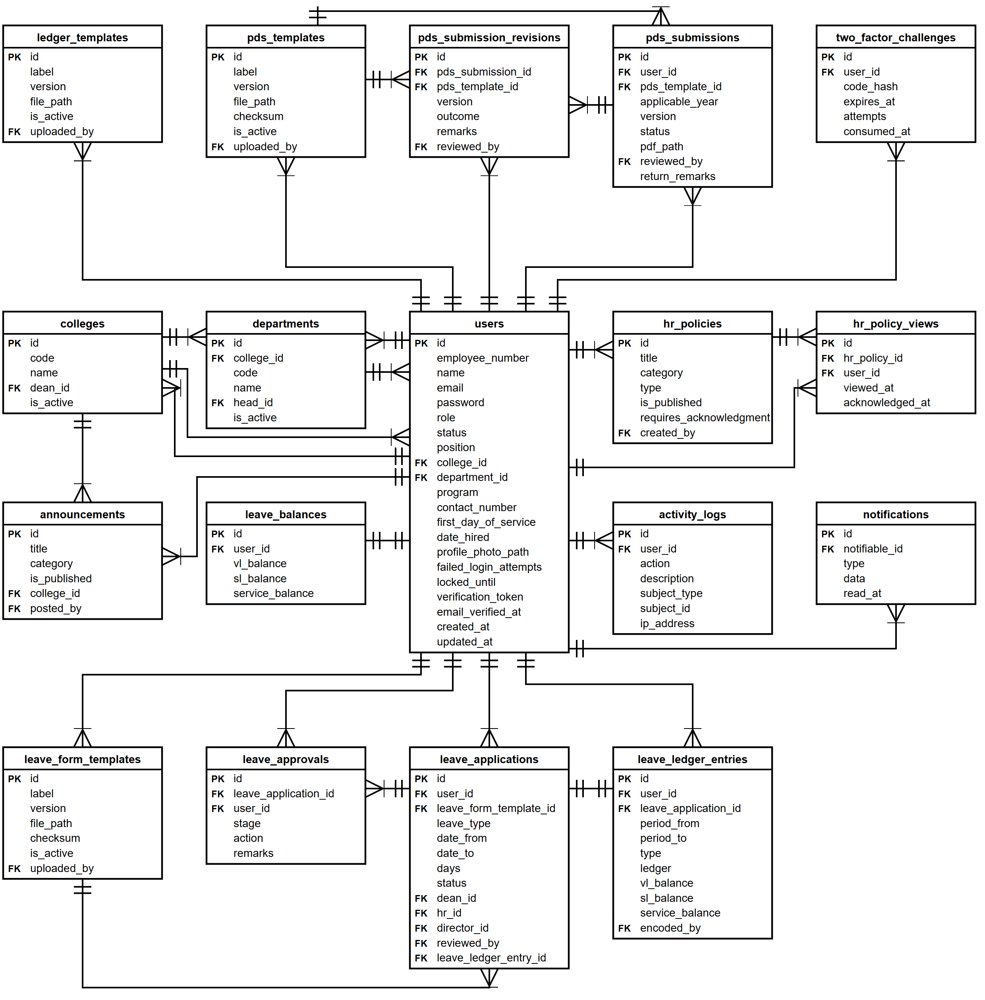 ledger_templates
PK id
label
version
file_path
is_active
FK uploaded_by
pds_templates
PK id
label
version
file_path
checksum
is_active
FK uploaded_by
pds_submission_revisions
PK id
FK pds_submission_id
FK pds_template_id
version
outcome
remarks
FK reviewed_by
pds_submissions
PK id
FK user_id
FK pds_template_id
applicable_year
version
status
pdf_path
FK reviewed_by
return_remarks
two_factor_challenges
PK id
FK user_id
code_hash
expires_at
attempts
consumed_at
colleges
PK id
code
name
FK dean_id
is_active
departments
PK id
FK college_id
code
name
FK head_id
is_active
users
PK id
employee_number
name
email
password
role
status
position
FK college_id
FK department_id
program
contact_number
first_day_of_service
date_hired
profile_photo_path
failed_login_attempts
locked_until
verification_token
email_verified_at
created_at
updated_at
hr_policies
PK id
title
category
type
is_published
requires_acknowledgment
FK created_by
hr_policy_views
PK id
FK hr_policy_id
FK user_id
viewed_at
acknowledged_at
announcements
PK id
title
category
is_published
FK college_id
FK posted_by
leave_balances
PK id
FK user_id
vl_balance
sl_balance
service_balance
activity_logs
PK id
FK user_id
action
description
subject_type
subject_id
ip_address
notifications
PK id
FK notifiable_id
type
data
read_at
leave_form_templates
PK id
label
version
file_path
checksum
is_active
FK uploaded_by
leave_approvals
PK id
FK leave_application_id
FK user_id
stage
action
remarks
leave_applications
PK id
FK user_id
FK leave_form_template_id
leave_type
date_from
date_to
days
status
FK dean_id
FK hr_id
FK director_id
FK reviewed_by
FK leave_ledger_entry_id
leave_ledger_entries
PK id
FK user_id
FK leave_application_id
period_from
period_to
type
ledger
vl_balance
sl_balance
service_balance
FK encoded_by